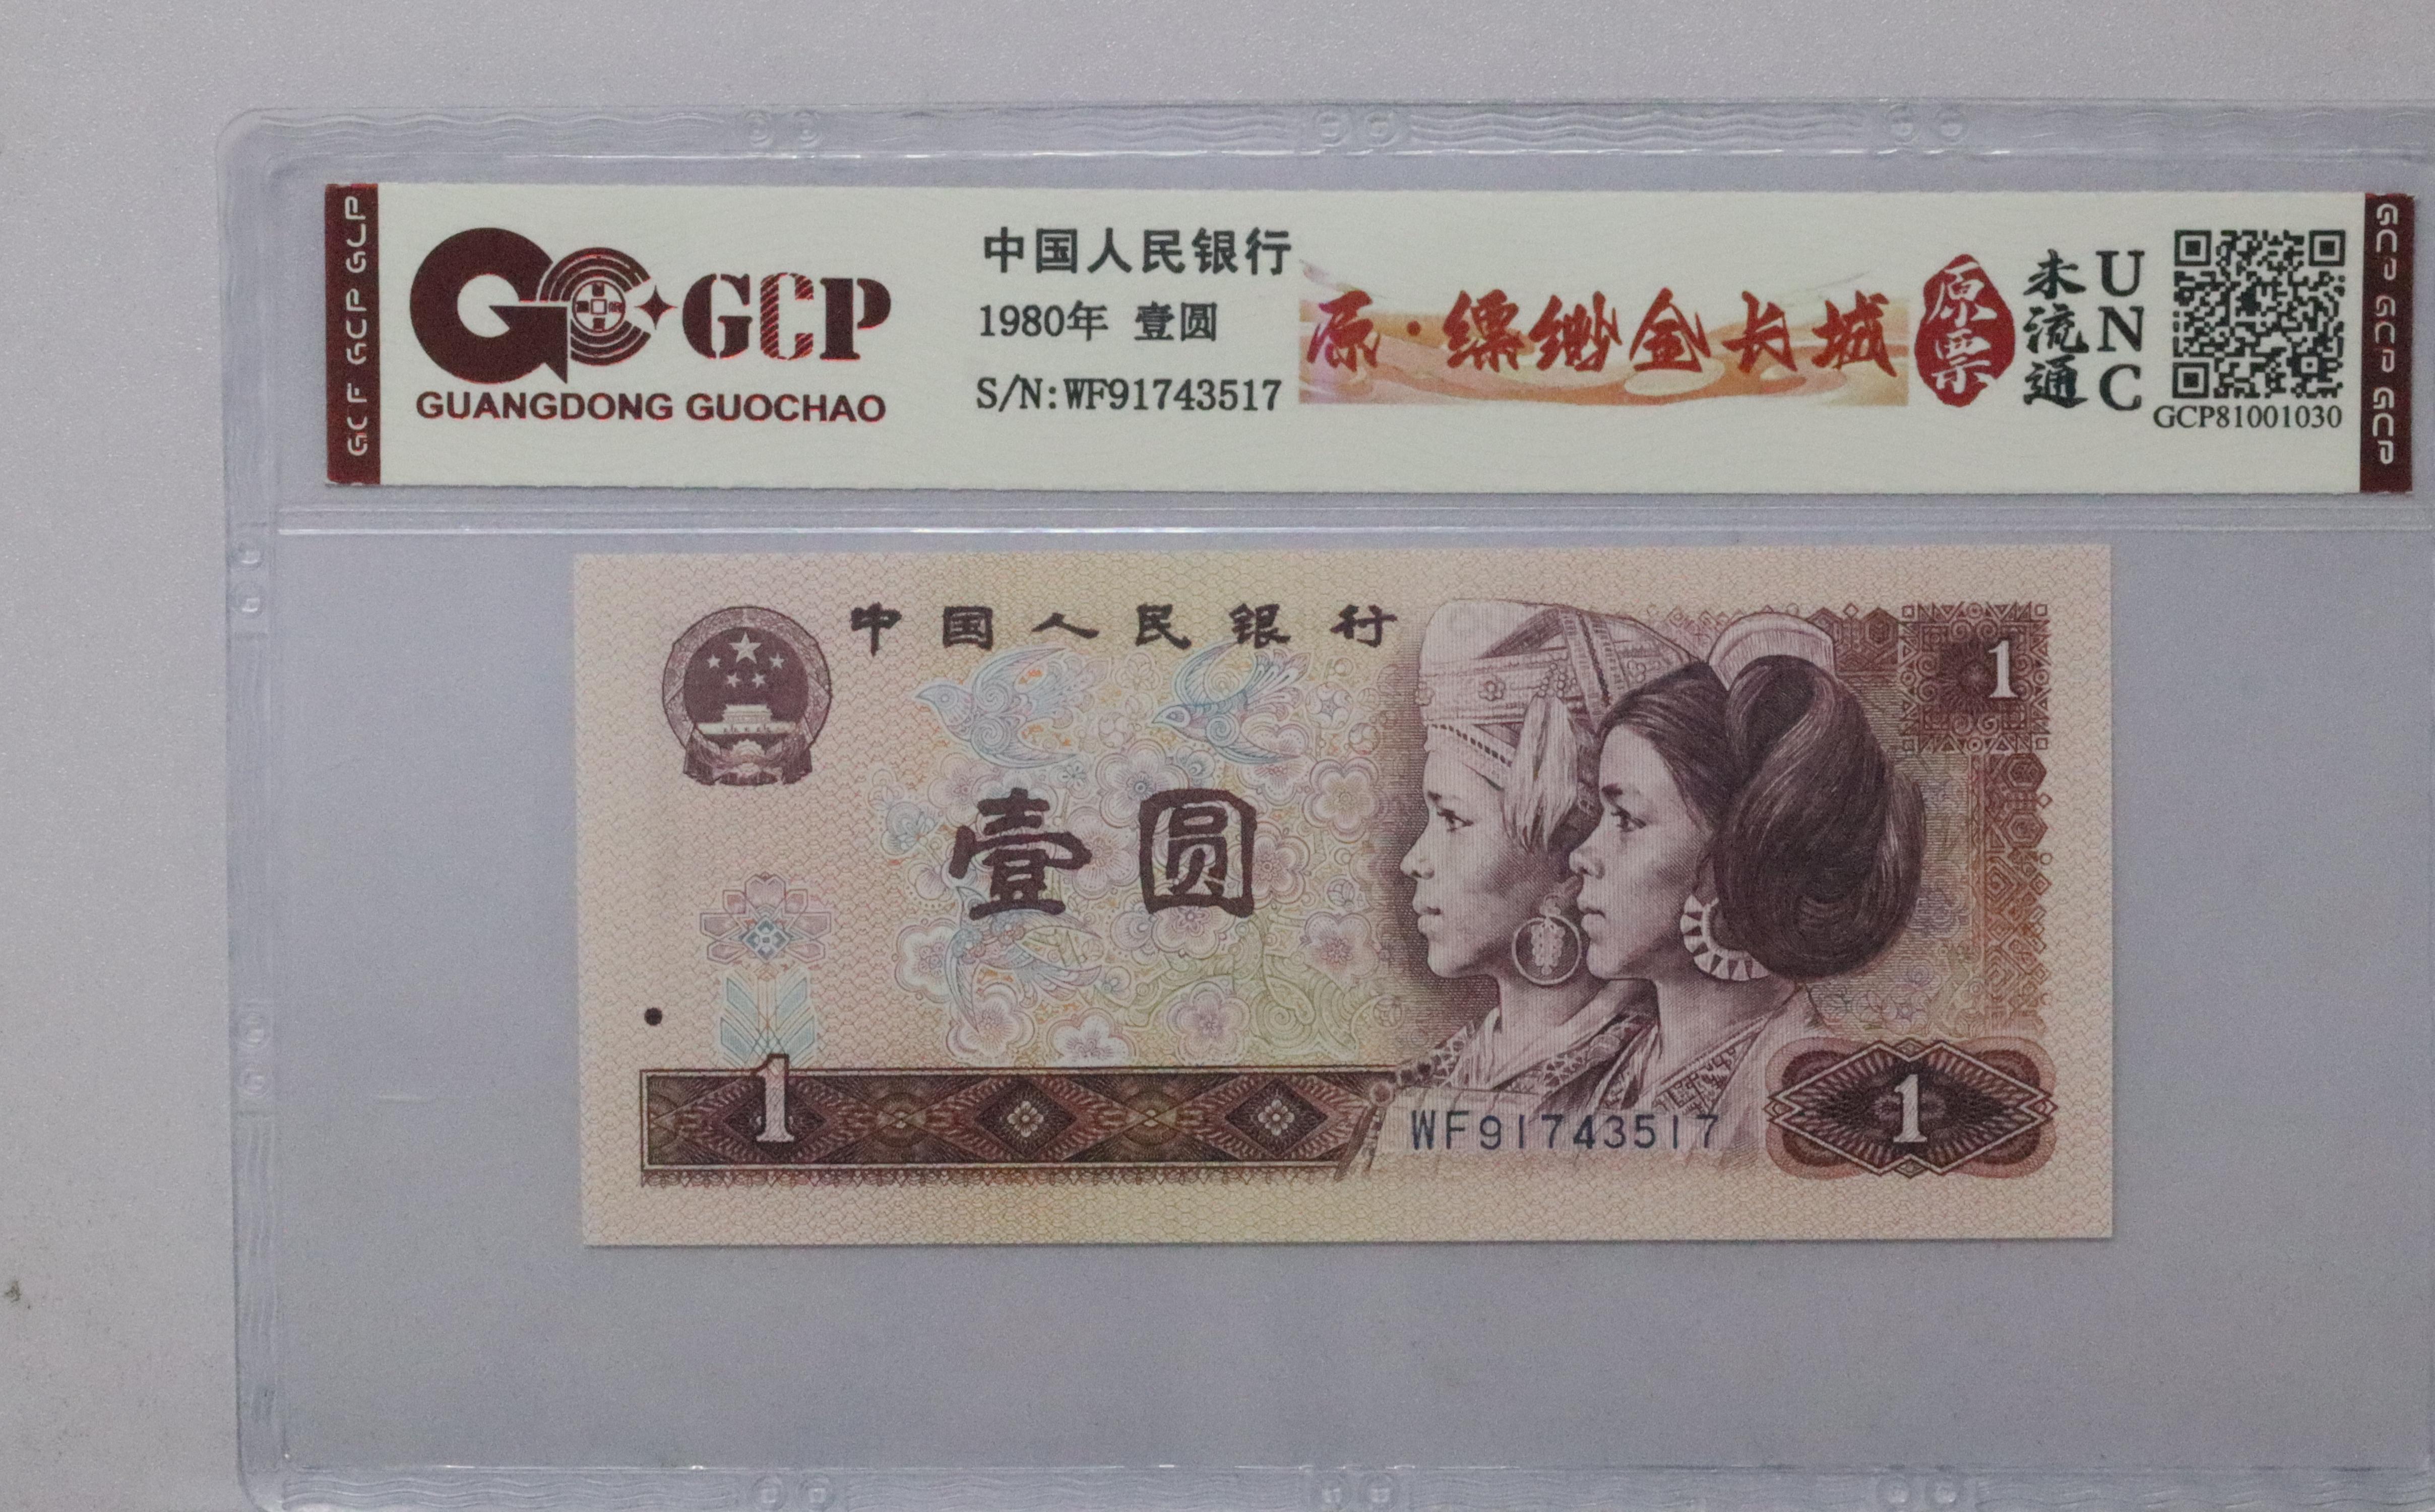 GCP GCP GCP
GCP
GUANGDONG GUOCHAO
中国人民银行
1980年 壹圆
S/N:WF91743517
原·缥缈金长城
原票
未流通
UNC
GCP81001030
GCP GCP GCP
中国人民银行
1
壹圆
1
WF91743517
1